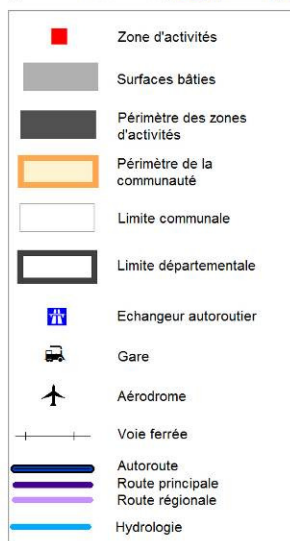 Zone d'activités
Surfaces bâties
Périmètre des zones
d'activités
Périmètre de la
communauté
Limite communale
Limite départementale
Echangeur autoroutier
Gare
Aérodrome
Voie ferrée
Autoroute
Route principale
Route régionale
Hydrologie